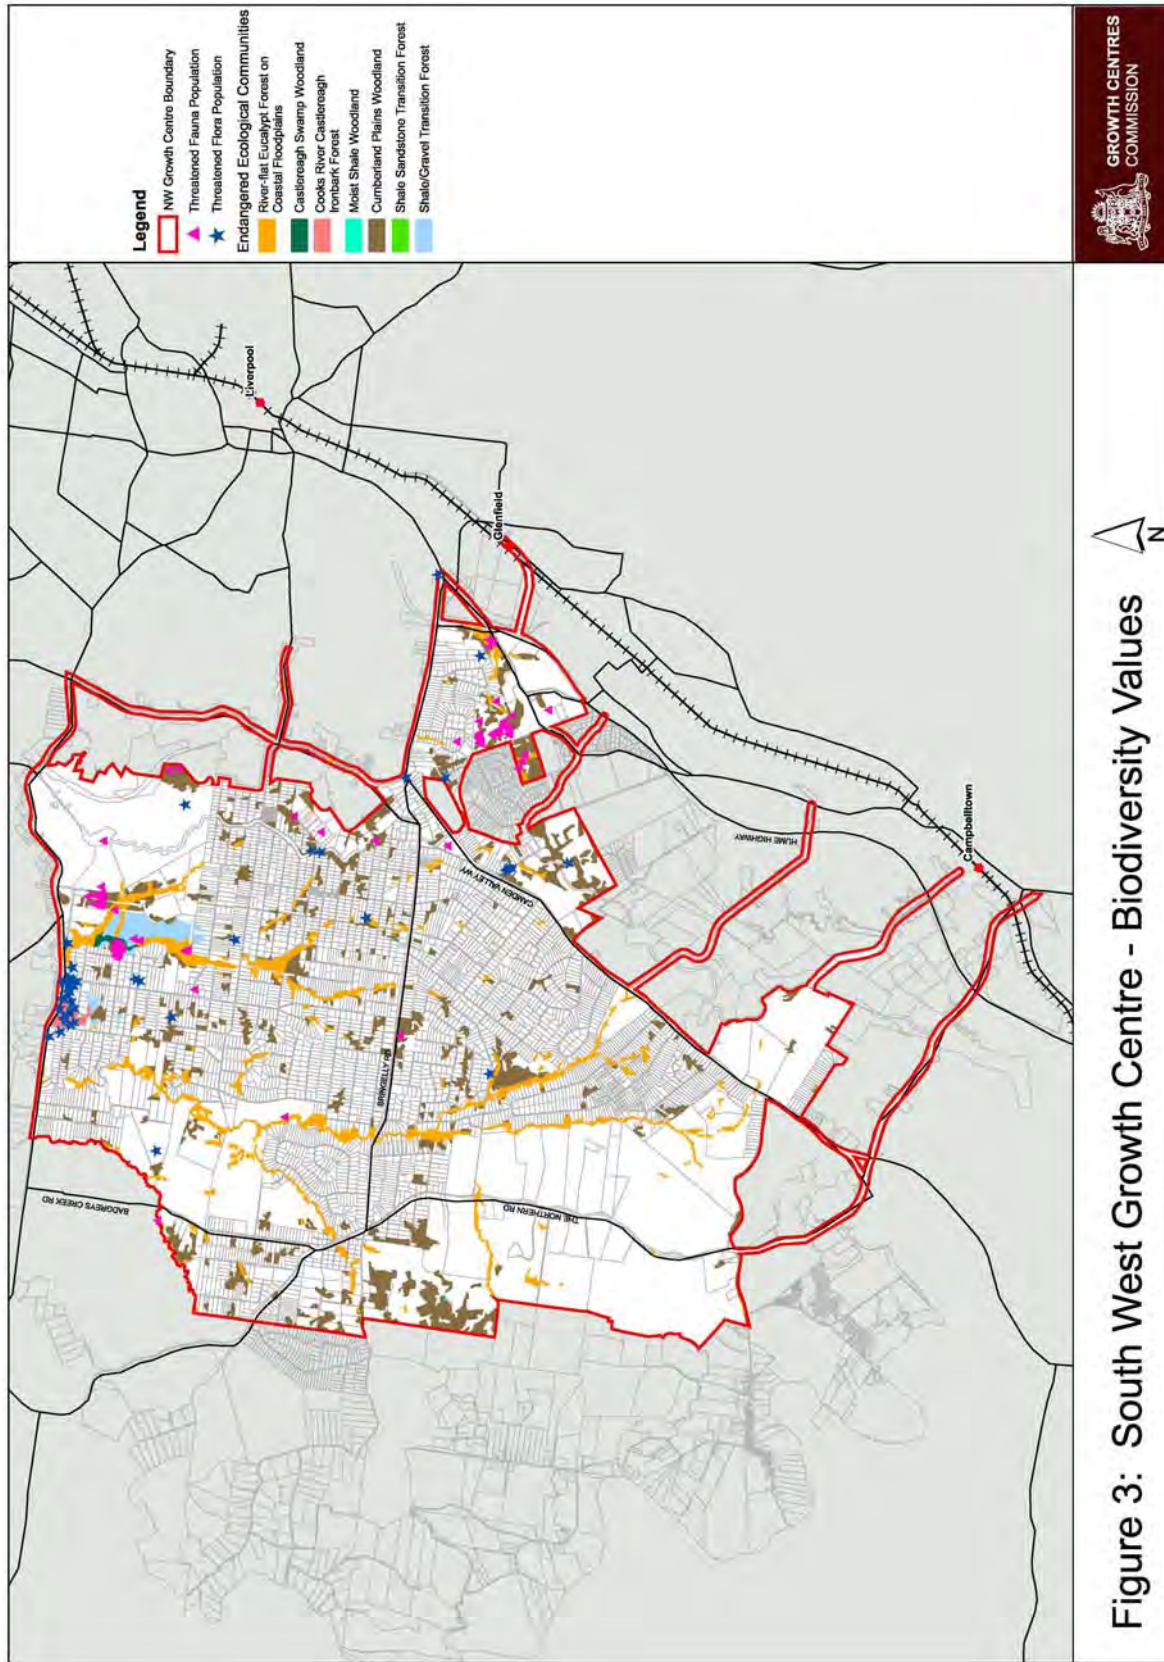 Legend
NW Growth Centre Boundary
Threatened Fauna Population
Threatened Flora Population
Endangered Ecological Communities
River-flat Eucalypt Forest on
Coastal Floodplains
Castlereagh Swamp Woodland
Cooks River Castlereagh
Ironbark Forest
Moist Shale Woodland
Cumberland Plains Woodland
Shale Sandstone Transition Forest
Shale/Gravel Transition Forest
Liverpool
Glenfield
Campbelltown
HUME HIGHWAY
CAMDEN VALLEY WY
BRINGELLY RD
THE NORTHERN RD
BADGREYS CREEK RD
Figure 3: South West Growth Centre - Biodiversity Values
N
GROWTH CENTRES
COMMISSION